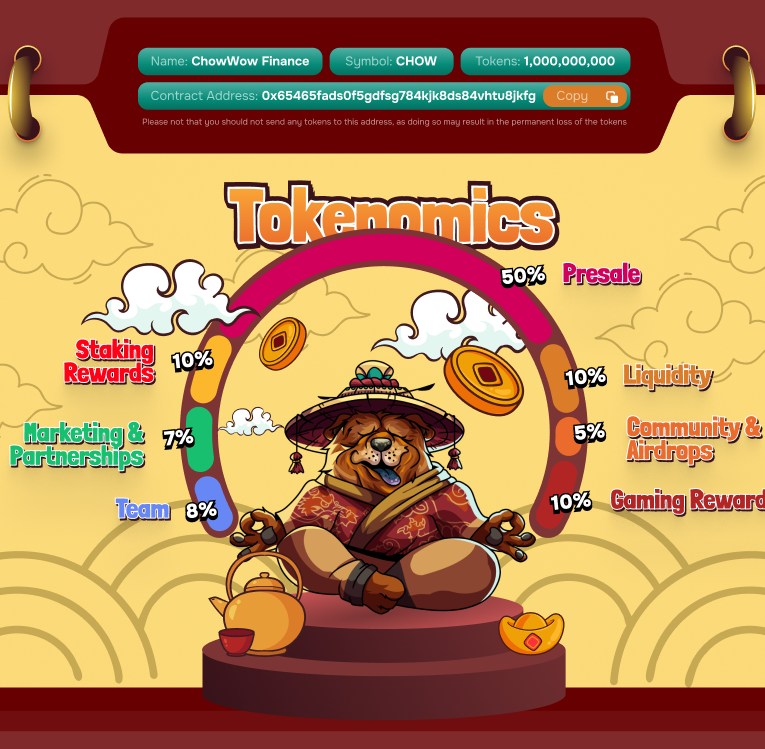 Name: ChowWow Finance
Symbol: CHOW
Tokens: 1,000,000,000
Contract Address: 0x65465fads0f5gdfsg784kjk8ds84vhtu8jkfg
Copy
Please not that you should not send any tokens to this address, as doing so may result in the permanent loss of the tokens
Tokenomics
50% Presale
Staking
Rewards
10%
10% Liquidity
Marketing &
Partnerships
7%
5%
Community &
Airdrops
Team 8%
10% Gaming Reward